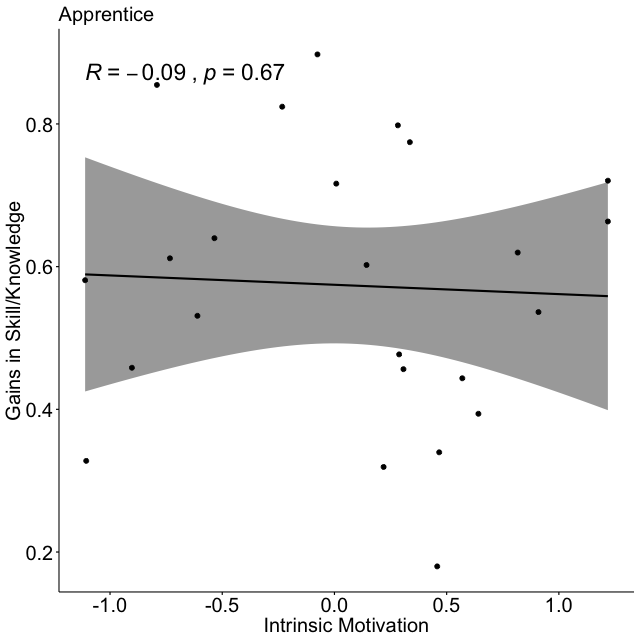 Apprentice
R = −0.09 , p = 0.67
Gains in Skill/Knowledge
0.8
0.6
0.4
0.2
-1.0 -0.5 0.0 0.5 1.0
Intrinsic Motivation